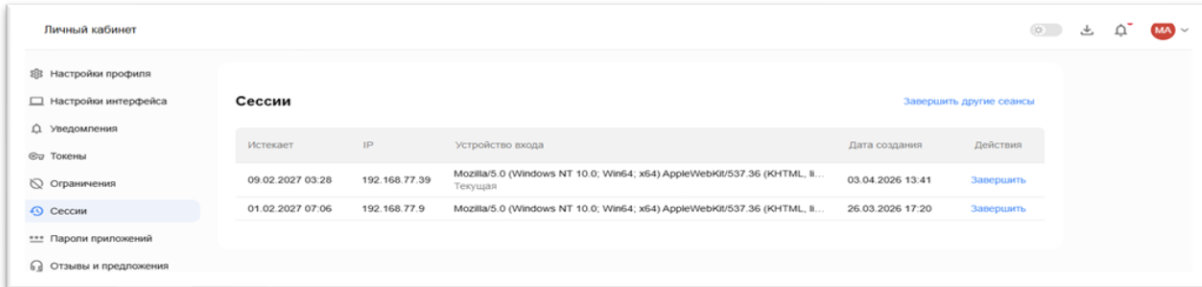 Личный кабинет
МА
Настройки профиля
Настройки интерфейса
Уведомления
Токены
Ограничения
Сессии
Пароли приложений
Отзывы и предложения
Сессии
Завершить другие сеансы
Истекает IP Устройство входа Дата создания Действия
09.02.2027 03:28 192.168.77.39 Mozilla/5.0 (Windows NT 10.0; Win64; x64) AppleWebKit/537.36 (KHTML, li... 03.04.2026 13:41 Завершить
Текущая
01.02.2027 07:06 192.168.77.9 Mozilla/5.0 (Windows NT 10.0; Win64; x64) AppleWebKit/537.36 (KHTML, li... 26.03.2026 17:20 Завершить